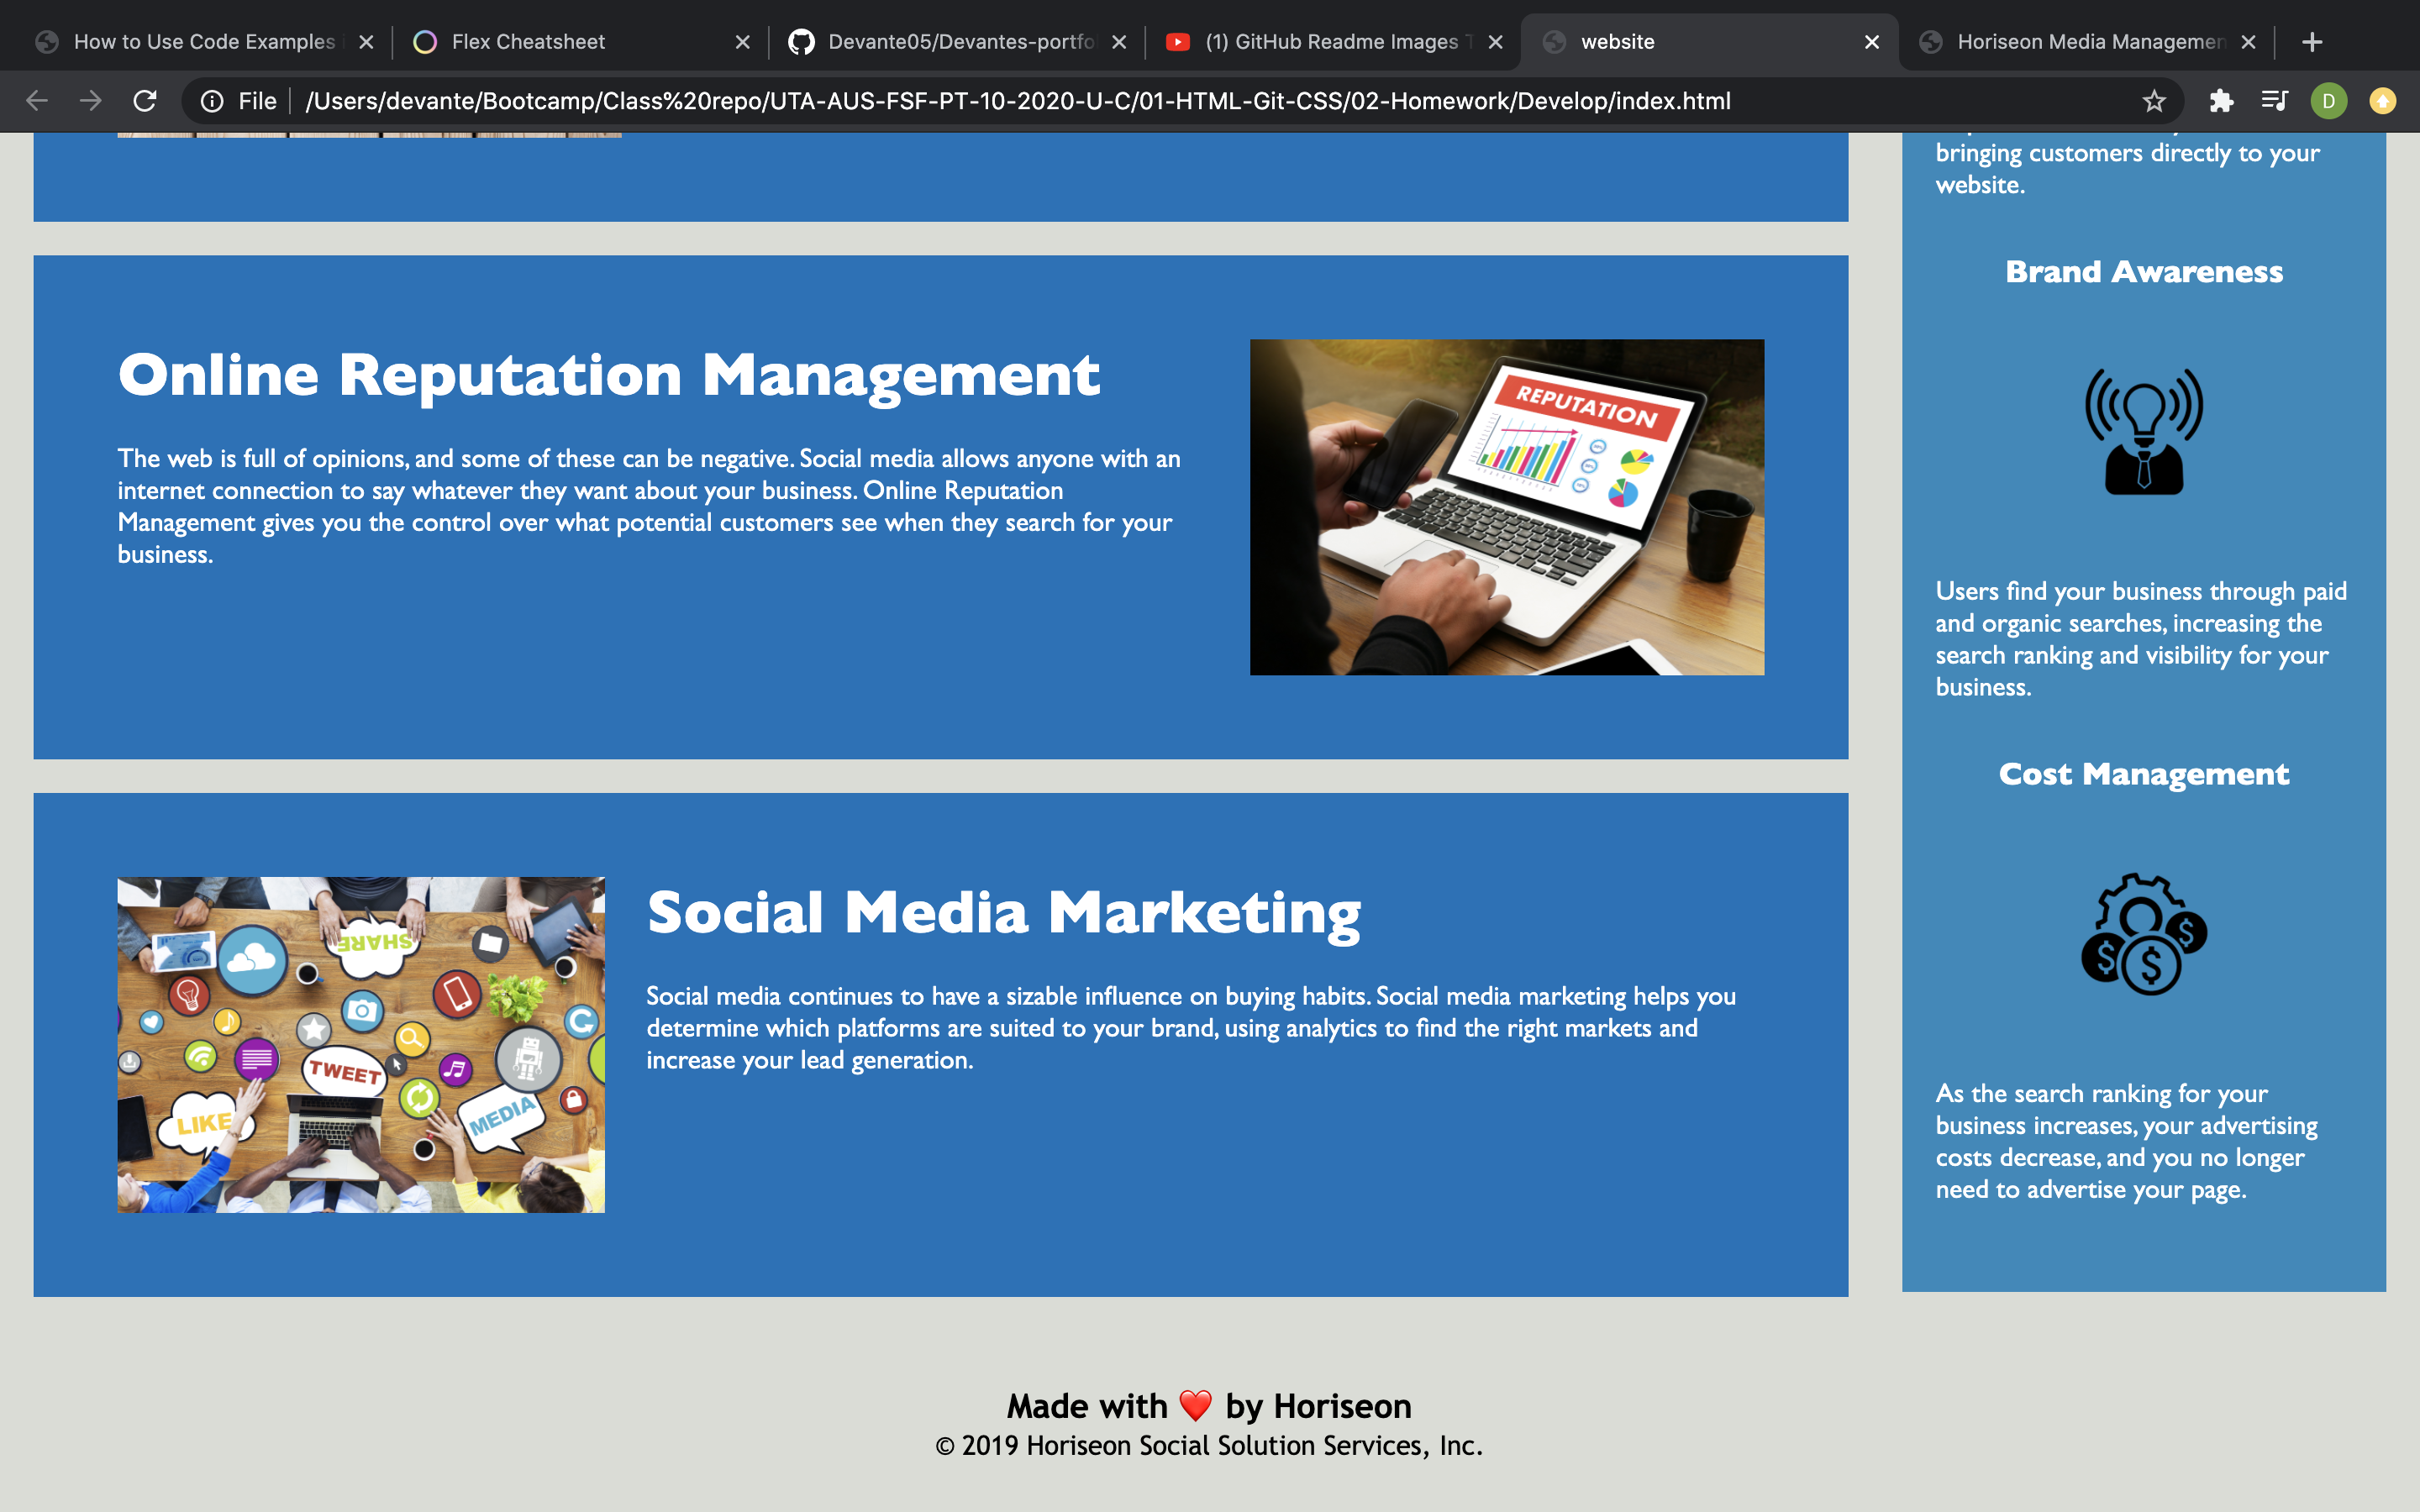 How to Use Code Examples
Flex Cheatsheet
Devante05/Devantes-portfo
(1) GitHub Readme Images T
website
Horiseon Media Managemen
File
/Users/devante/Bootcamp/Class%20repo/UTA-AUS-FSF-PT-10-2020-U-C/01-HTML-Git-CSS/02-Homework/Develop/index.html
D
Online Reputation Management
The web is full of opinions, and some of these can be negative. Social media allows anyone with an
internet connection to say whatever they want about your business. Online Reputation
Management gives you the control over what potential customers see when they search for your
business.
REPUTATION
SHARE
TWEET
LIKE
MEDIA
Social Media Marketing
Social media continues to have a sizable influence on buying habits. Social media marketing helps you
determine which platforms are suited to your brand, using analytics to find the right markets and
increase your lead generation.
bringing customers directly to your
website.
Brand Awareness
Users find your business through paid
and organic searches, increasing the
search ranking and visibility for your
business.
Cost Management
$ $ $
As the search ranking for your
business increases, your advertising
costs decrease, and you no longer
need to advertise your page.
Made with ❤️ by Horiseon
© 2019 Horiseon Social Solution Services, Inc.